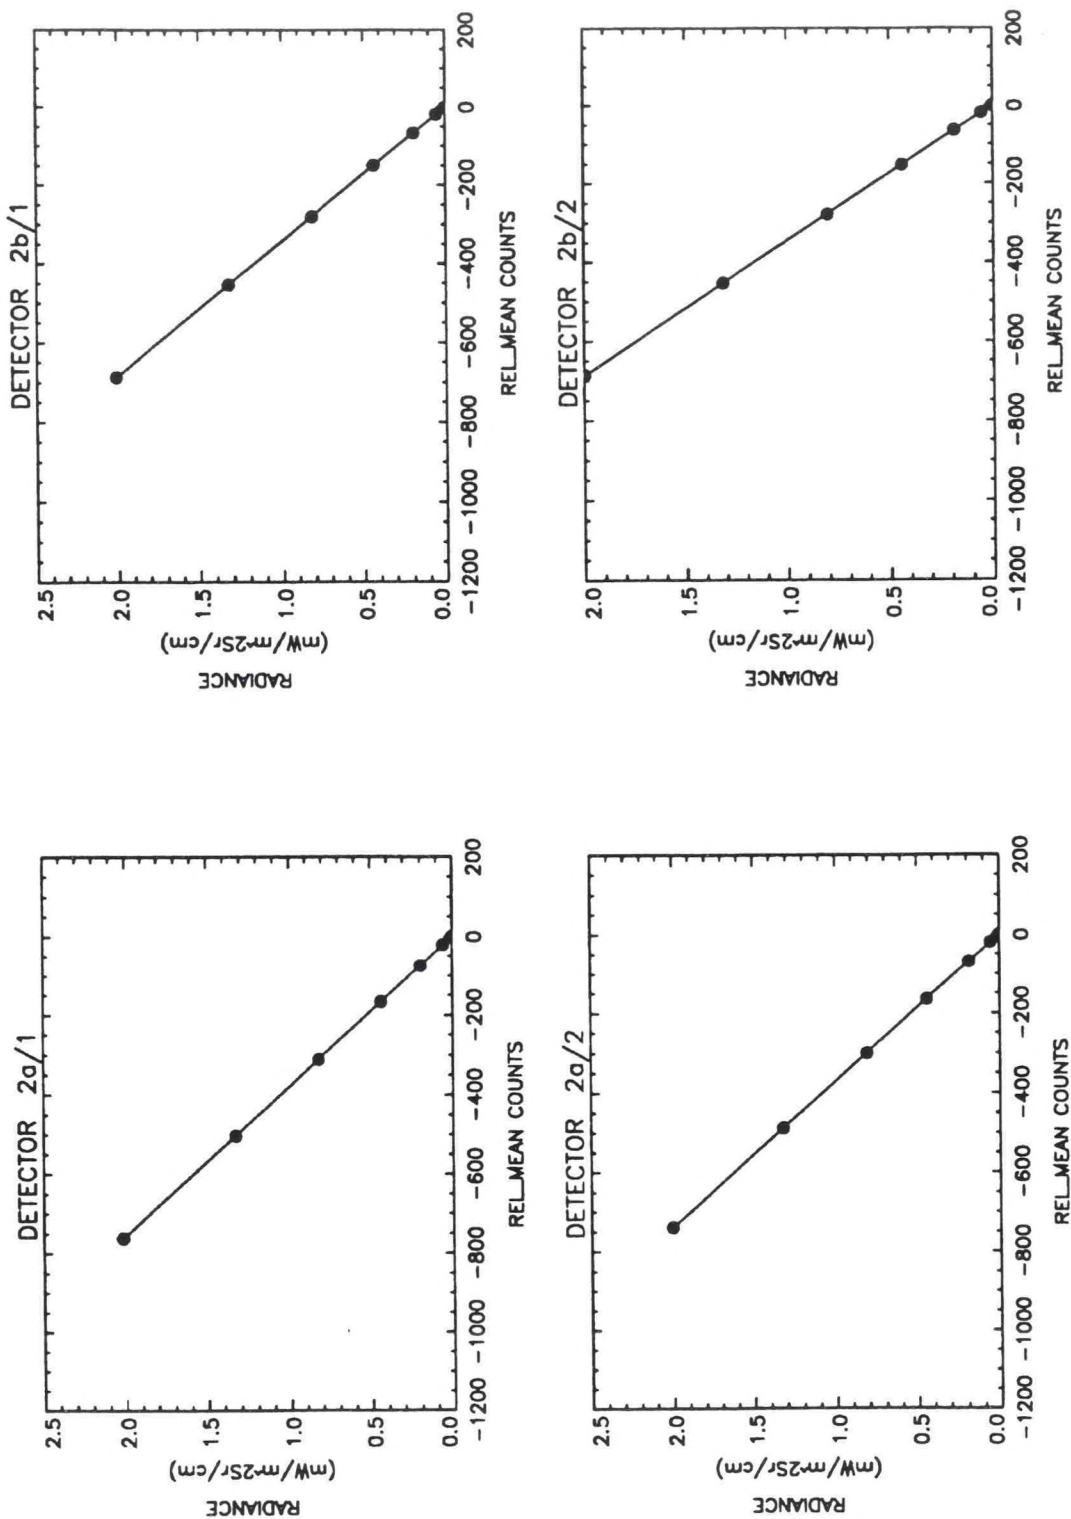 DETECTOR 2a/1
RADIANCE
(mW/m^2Sr/cm)
2.5
2.0
1.5
1.0
0.5
0.0
-1200 -1000 -800 -600 -400 -200 0 200
REL_MEAN COUNTS
DETECTOR 2b/1
RADIANCE
(mW/m^2Sr/cm)
2.5
2.0
1.5
1.0
0.5
0.0
-1200 -1000 -800 -600 -400 -200 0 200
REL_MEAN COUNTS
DETECTOR 2a/2
RADIANCE
(mW/m^2Sr/cm)
2.5
2.0
1.5
1.0
0.5
0.0
-1200 -1000 -800 -600 -400 -200 0 200
REL_MEAN COUNTS
DETECTOR 2b/2
RADIANCE
(mW/m^2Sr/cm)
2.0
1.5
1.0
0.5
0.0
-1200 -1000 -800 -600 -400 -200 0 200
REL_MEAN COUNTS